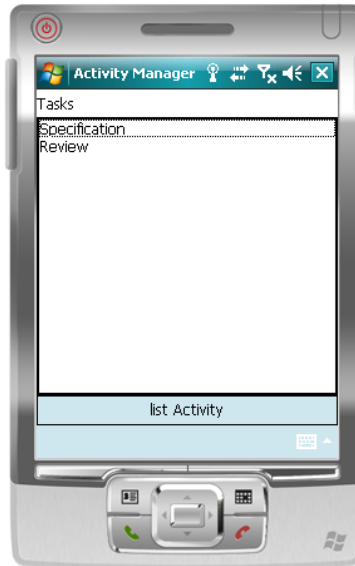 Activity Manager
Tasks
Specification
Review
list Activity